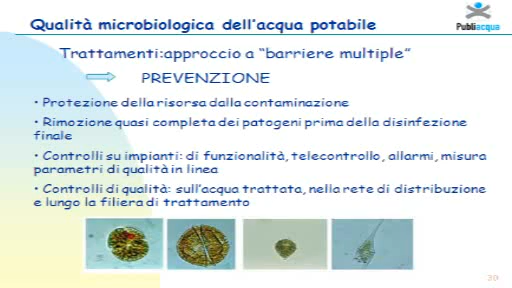 Qualità microbiologica dell'acqua potabile
Publiacqua
Trattamenti:approccio a "barriere multiple"
PREVENZIONE
• Protezione della risorsa dalla contaminazione
• Rimozione quasi completa dei patogeni prima della disinfezione
finale
• Controlli su impianti: di funzionalità, telecontrollo, allarmi, misura
parametri di qualità in linea
• Controlli di qualità: sull'acqua trattata, nella rete di distribuzione
e lungo la filiera di trattamento
20